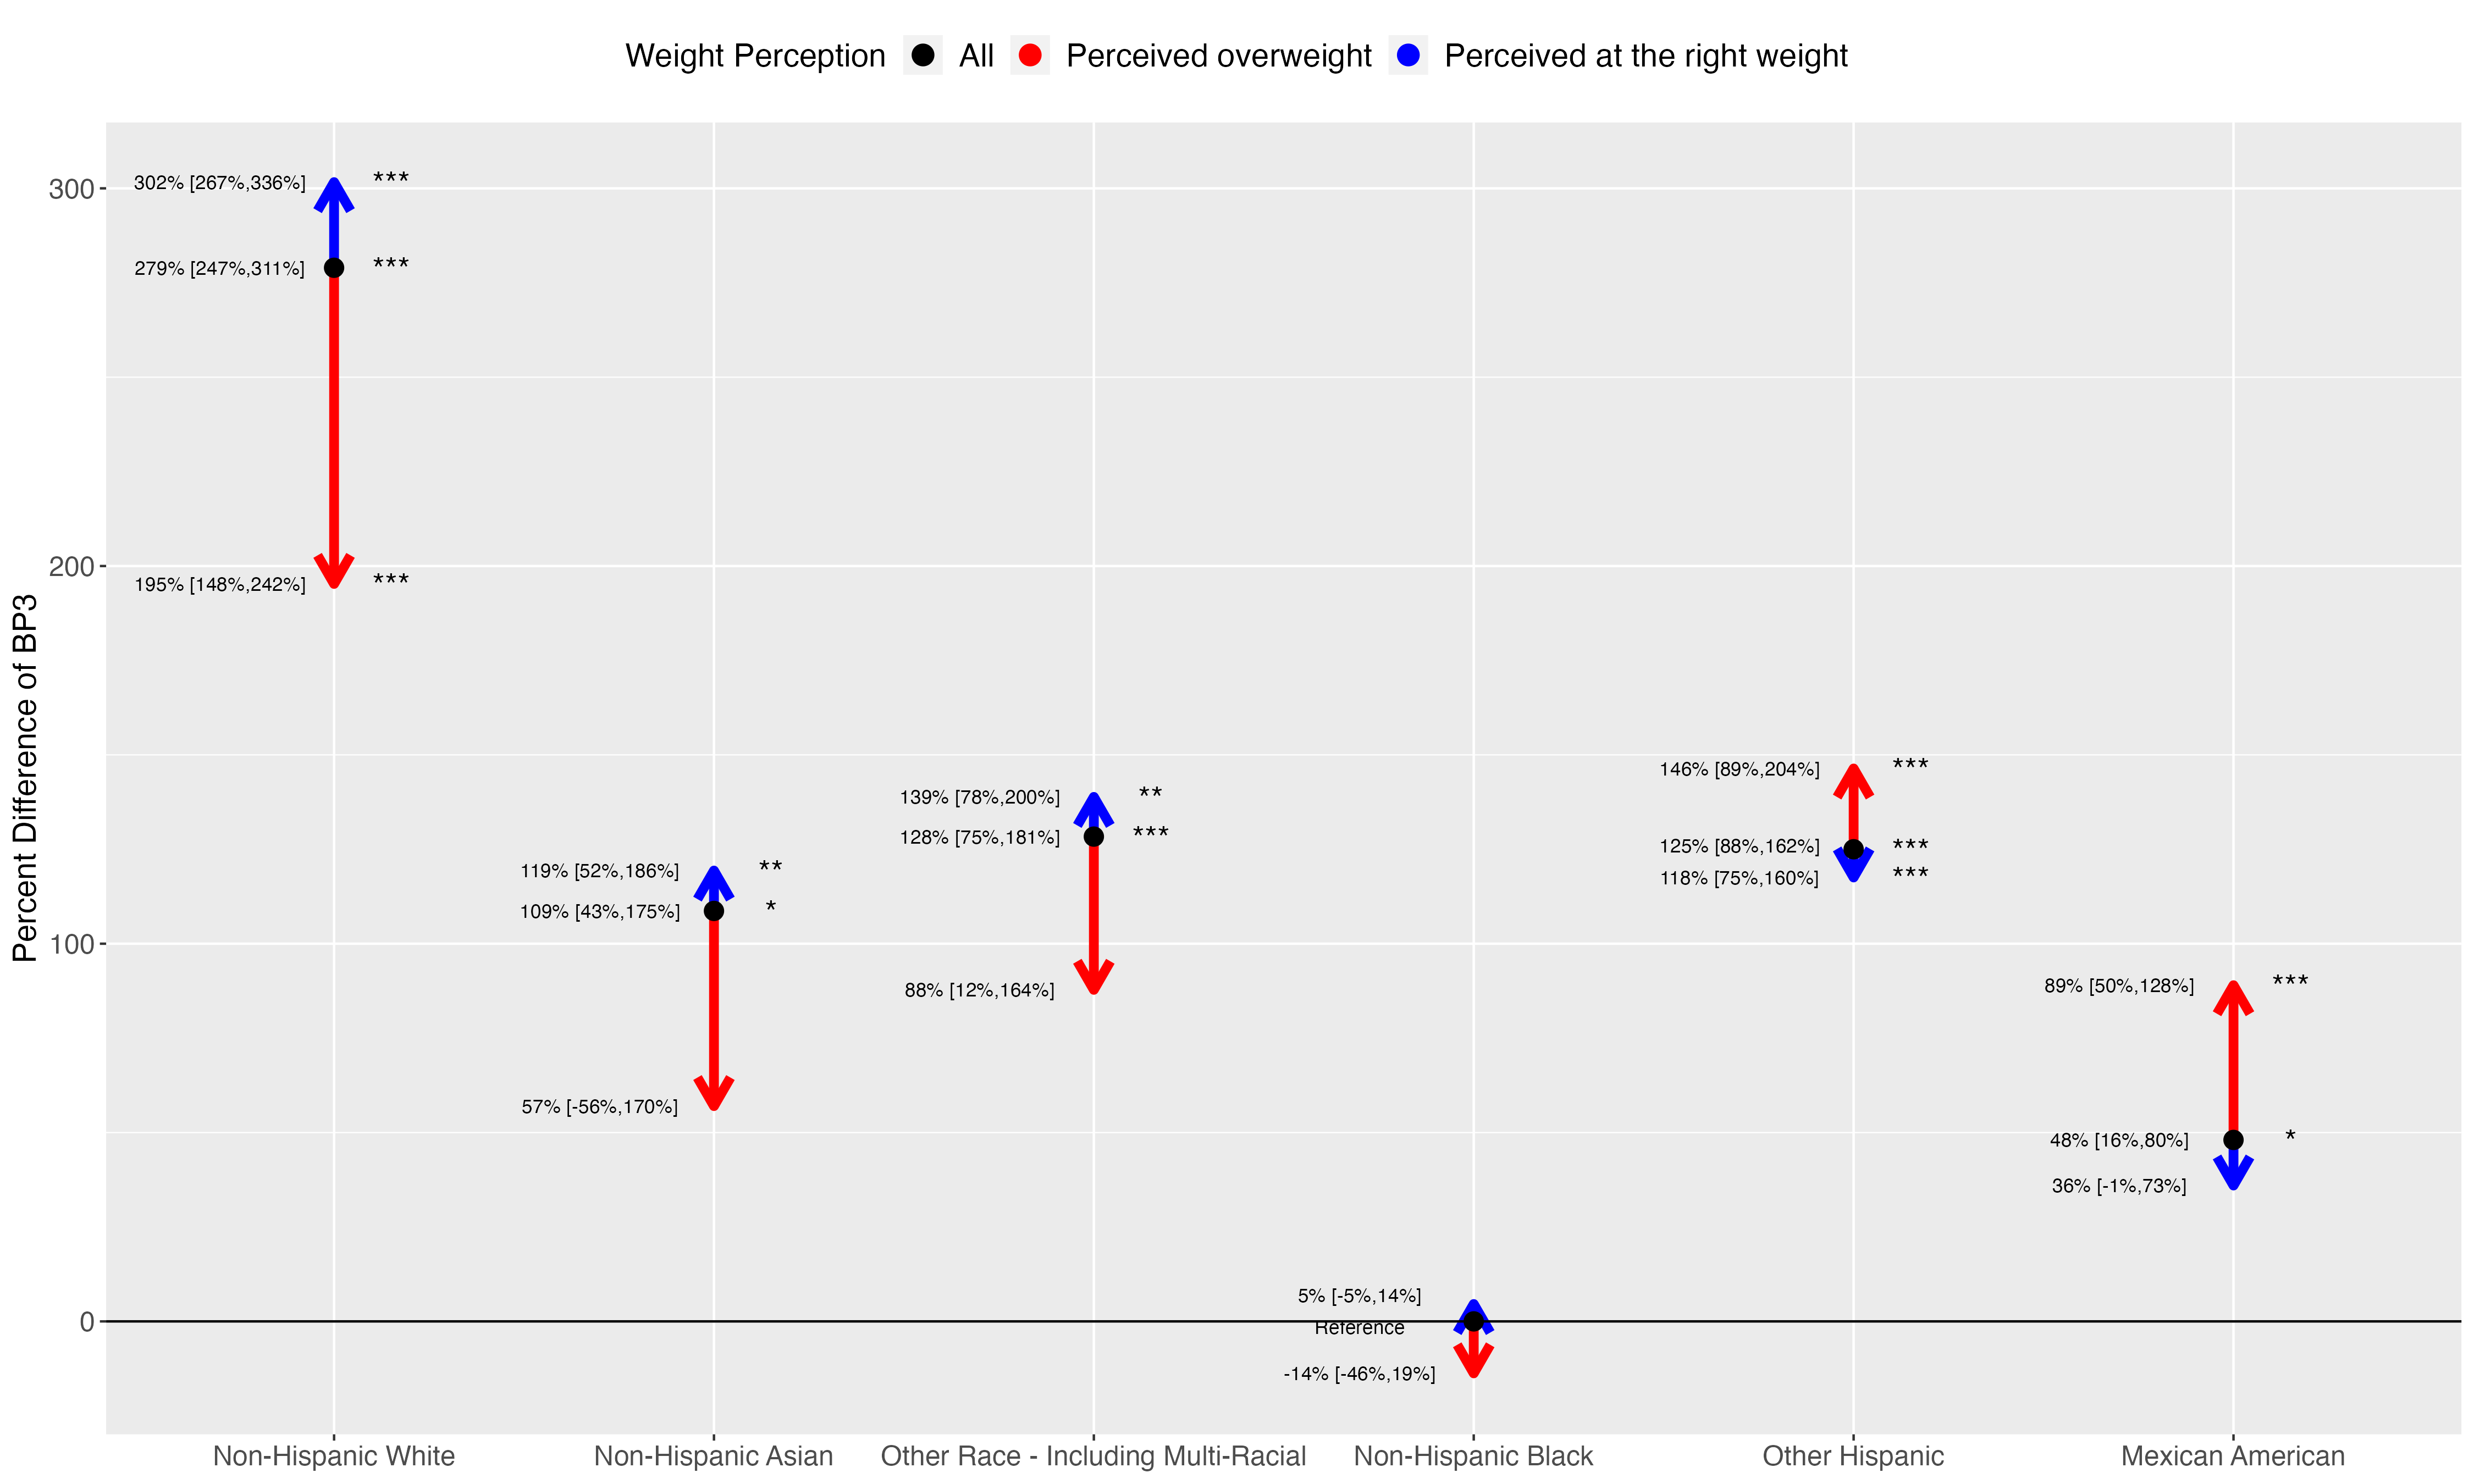 Weight Perception All Perceived overweight Perceived at the right weight
Percent Difference of BP3
300
200
100
0
302% [267%,336%] ***
279% [247%,311%] ***
195% [148%,242%] ***
119% [52%,186%] **
109% [43%,175%] *
57% [-56%,170%]
139% [78%,200%] **
128% [75%,181%] ***
88% [12%,164%]
5% [-5%,14%]
Reference
-14% [-46%,19%]
146% [89%,204%] ***
125% [88%,162%] ***
118% [75%,160%] ***
89% [50%,128%] ***
48% [16%,80%] *
36% [-1%,73%]
Non-Hispanic White
Non-Hispanic Asian
Other Race - Including Multi-Racial
Non-Hispanic Black
Other Hispanic
Mexican American